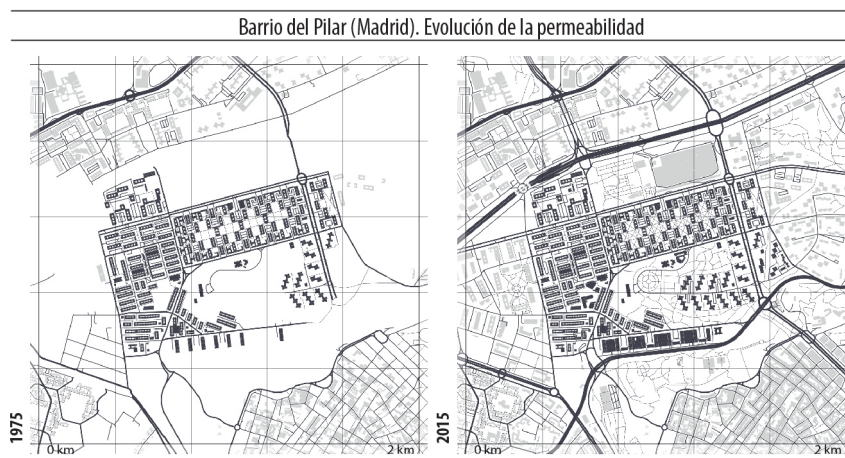 Barrio del Pilar (Madrid). Evolución de la permeabilidad
1975
0 km
2 km
2015
0 km
2 km